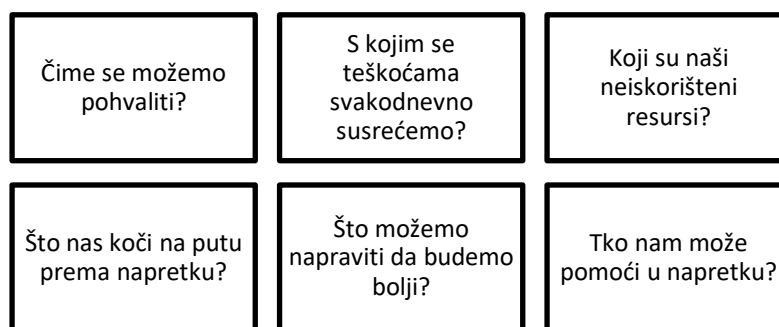 Čime se možemo
pohvaliti?
S kojim se
teškoćama
svakodnevno
susrećemo?
Koji su naši
neiskorišteni
resursi?
Što nas koči na putu
prema napretku?
Što možemo
napraviti da budemo
bolji?
Tko nam može
pomoći u napretku?